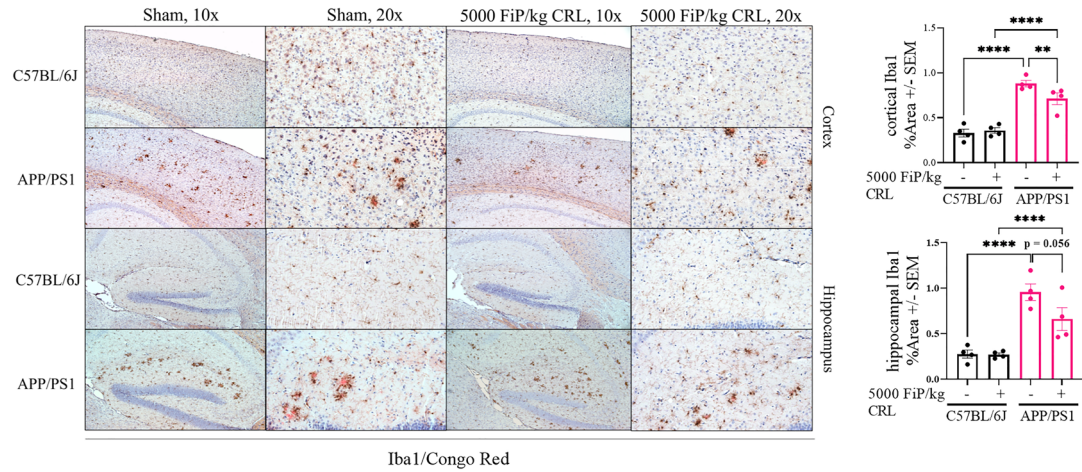 Sham, 10x
Sham, 20x
5000 FiP/kg CRL, 10x
5000 FiP/kg CRL, 20x
C57BL/6J
APP/PS1
Cortex
C57BL/6J
APP/PS1
Hippocampus
Iba1/Congo Red
cortical Iba1
%Area +/- SEM
1.5
1.0
0.5
0.0
****
****
**
- + - +
5000 FiP/kg
CRL
C57BL/6J
APP/PS1
hippocampal Iba1
%Area +/- SEM
1.5
1.0
0.5
0.0
****
****
p = 0.056
- + - +
5000 FiP/kg
CRL
C57BL/6J
APP/PS1